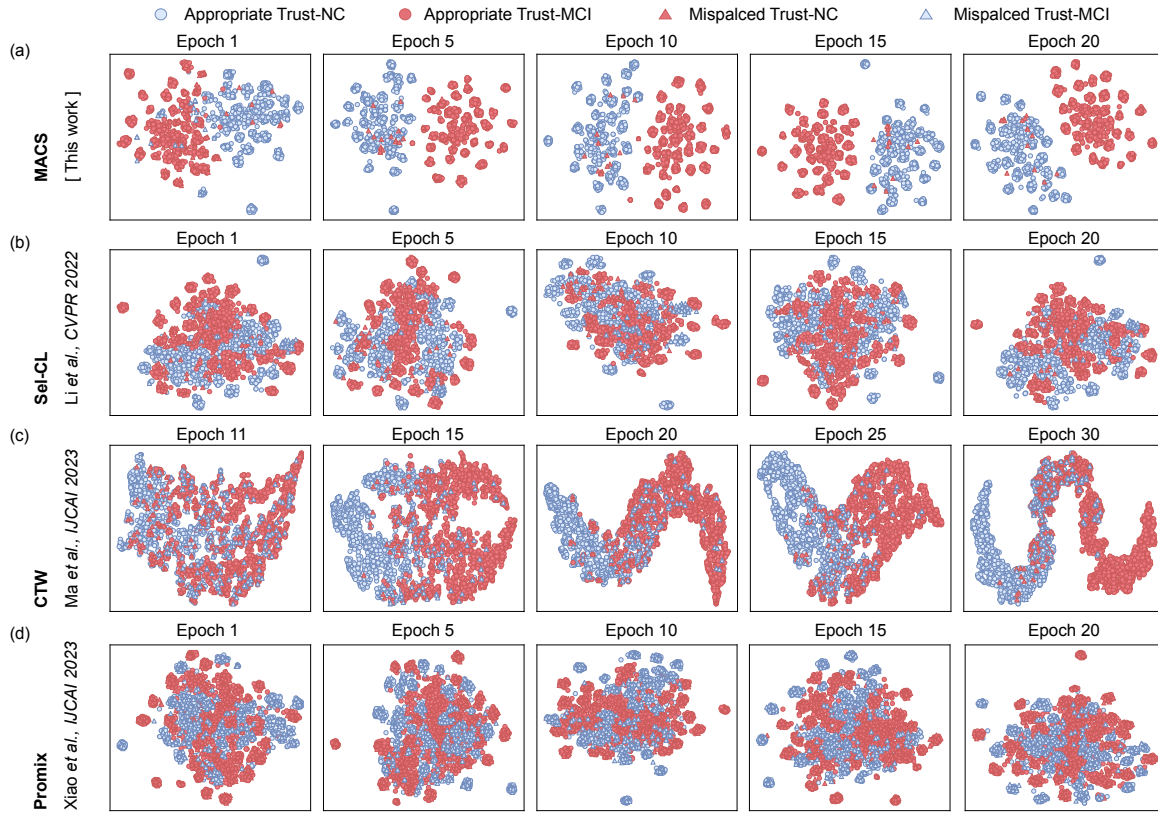 Appropriate Trust-NC Appropriate Trust-MCI Mispalced Trust-NC Mispalced Trust-MCI
(a) Epoch 1 Epoch 5 Epoch 10 Epoch 15 Epoch 20
MACS
[ This work ]
(b) Epoch 1 Epoch 5 Epoch 10 Epoch 15 Epoch 20
Sel-CL
Li et al., CVPR 2022
(c) Epoch 11 Epoch 15 Epoch 20 Epoch 25 Epoch 30
CTW
Ma et al., IJCAI 2023
(d) Epoch 1 Epoch 5 Epoch 10 Epoch 15 Epoch 20
Promix
Xiao et al., IJCAI 2023